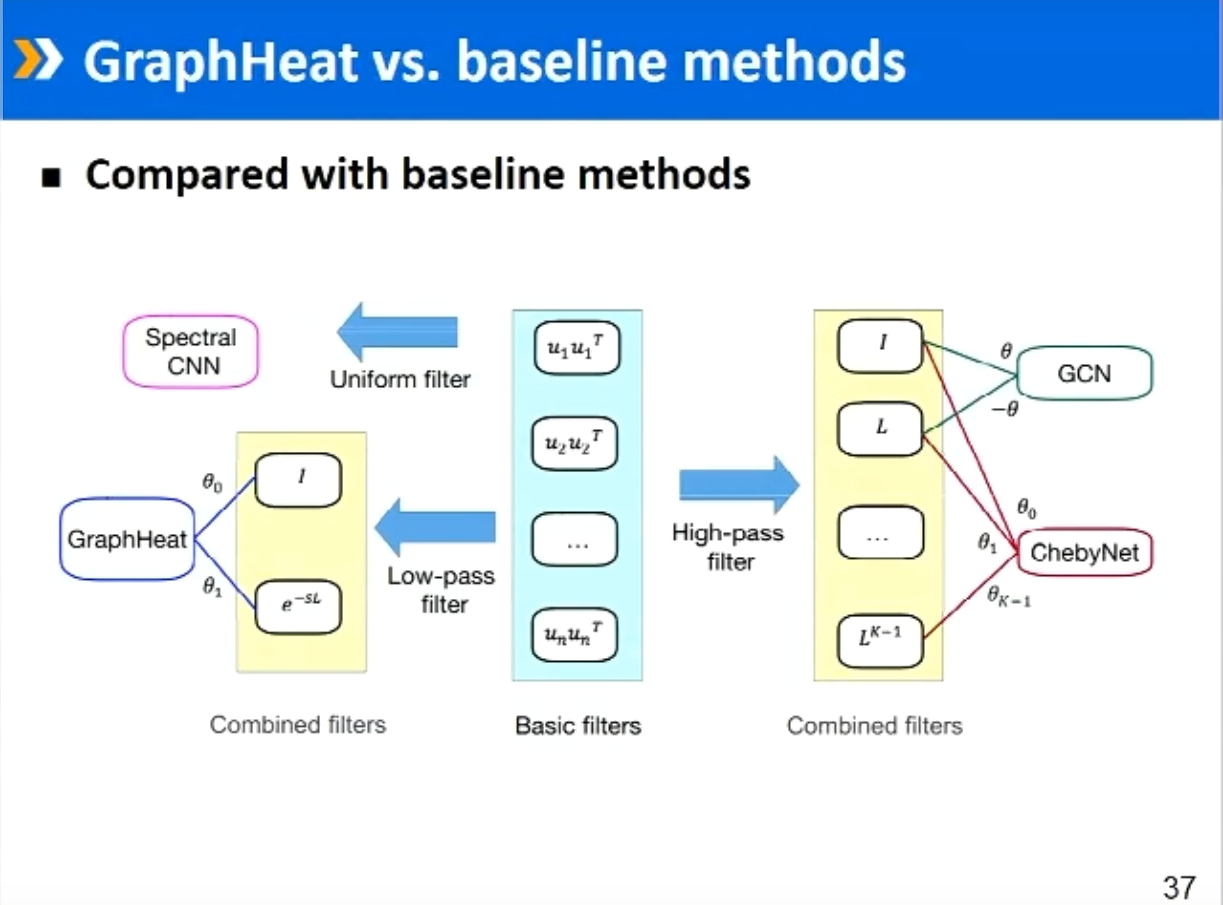 GraphHeat vs. baseline methods
Compared with baseline methods
Spectral
CNN
Uniform filter
GraphHeat
θ₀
θ₁
I
e^{-sL}
Low-pass
filter
Combined filters
u₁u₁ᵀ
u₂u₂ᵀ
...
uₙuₙᵀ
Basic filters
High-pass
filter
I
L
...
L^{K-1}
Combined filters
θ
-θ
GCN
θ₀
θ₁
θ_{K-1}
ChebyNet
37